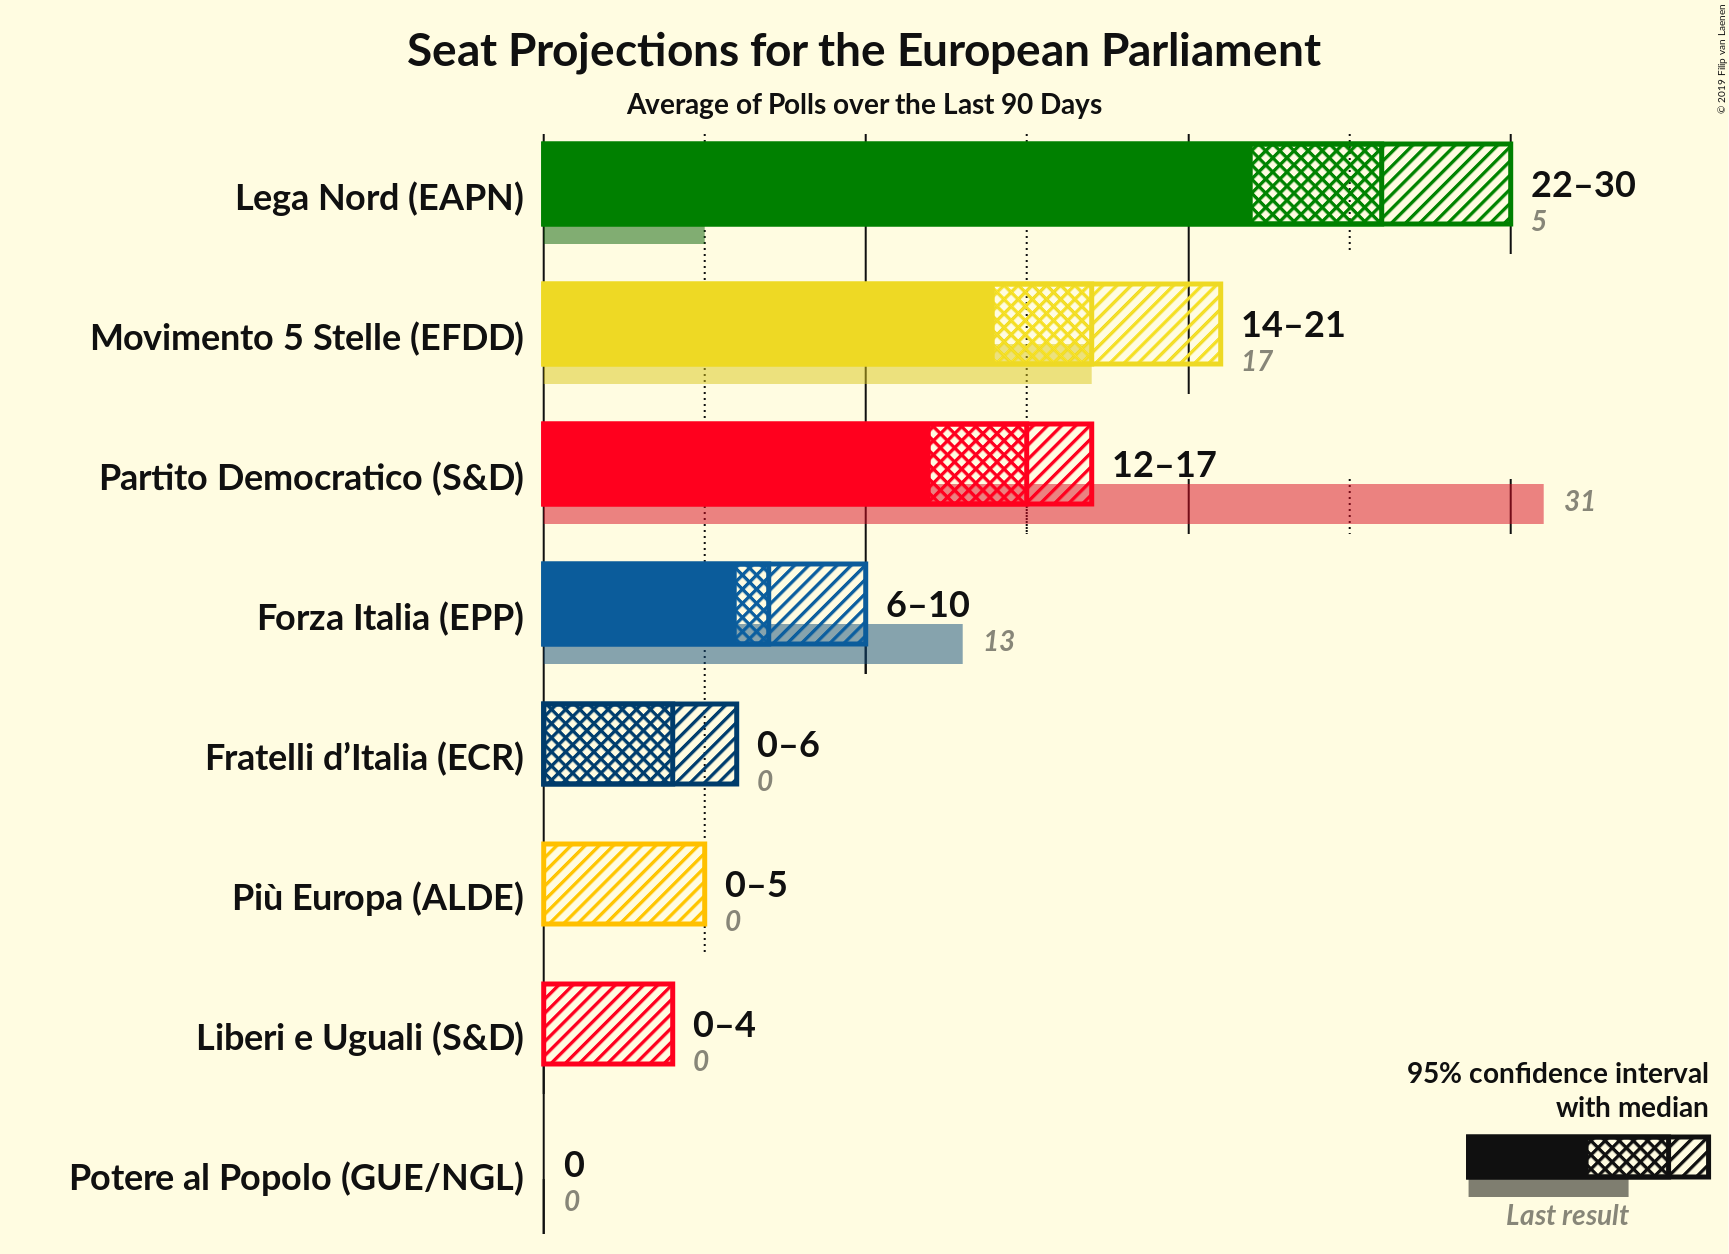 Seat Projections for the European Parliament
Average of Polls over the Last 90 Days
© 2019 Filip van Laenen
Lega Nord (EAPN)
22–30
5
Movimento 5 Stelle (EFDD)
14–21
17
Partito Democratico (S&D)
12–17
31
Forza Italia (EPP)
6–10
13
Fratelli d’Italia (ECR)
0–6
0
Più Europa (ALDE)
0–5
0
Liberi e Uguali (S&D)
0–4
0
Potere al Popolo (GUE/NGL)
0
0
95% confidence interval
with median
Last result